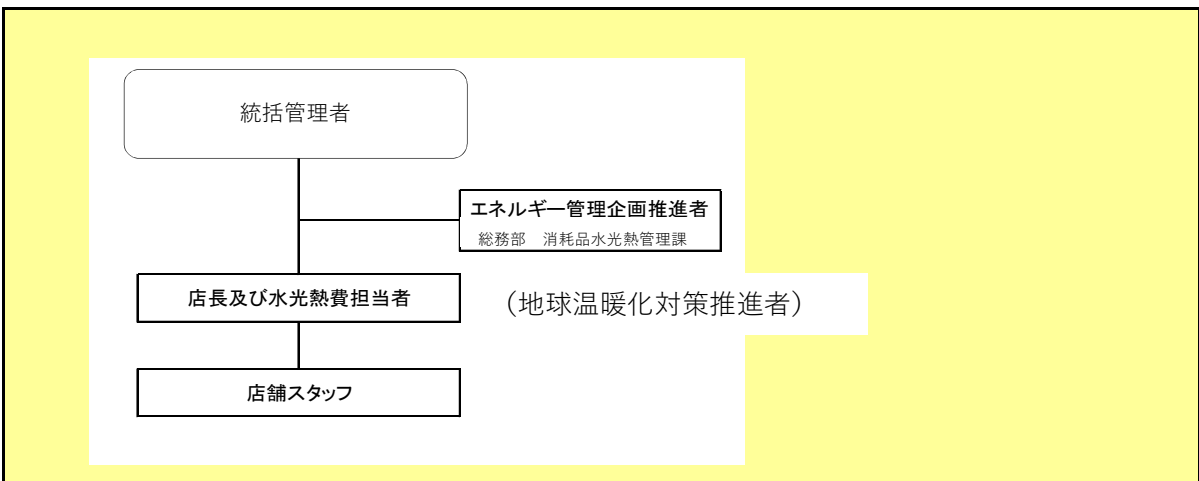 統括管理者
エネルギー管理企画推進者
総務部　消耗品水光熱管理課
店長及び水光熱費担当者
（地球温暖化対策推進者）
店舗スタッフ